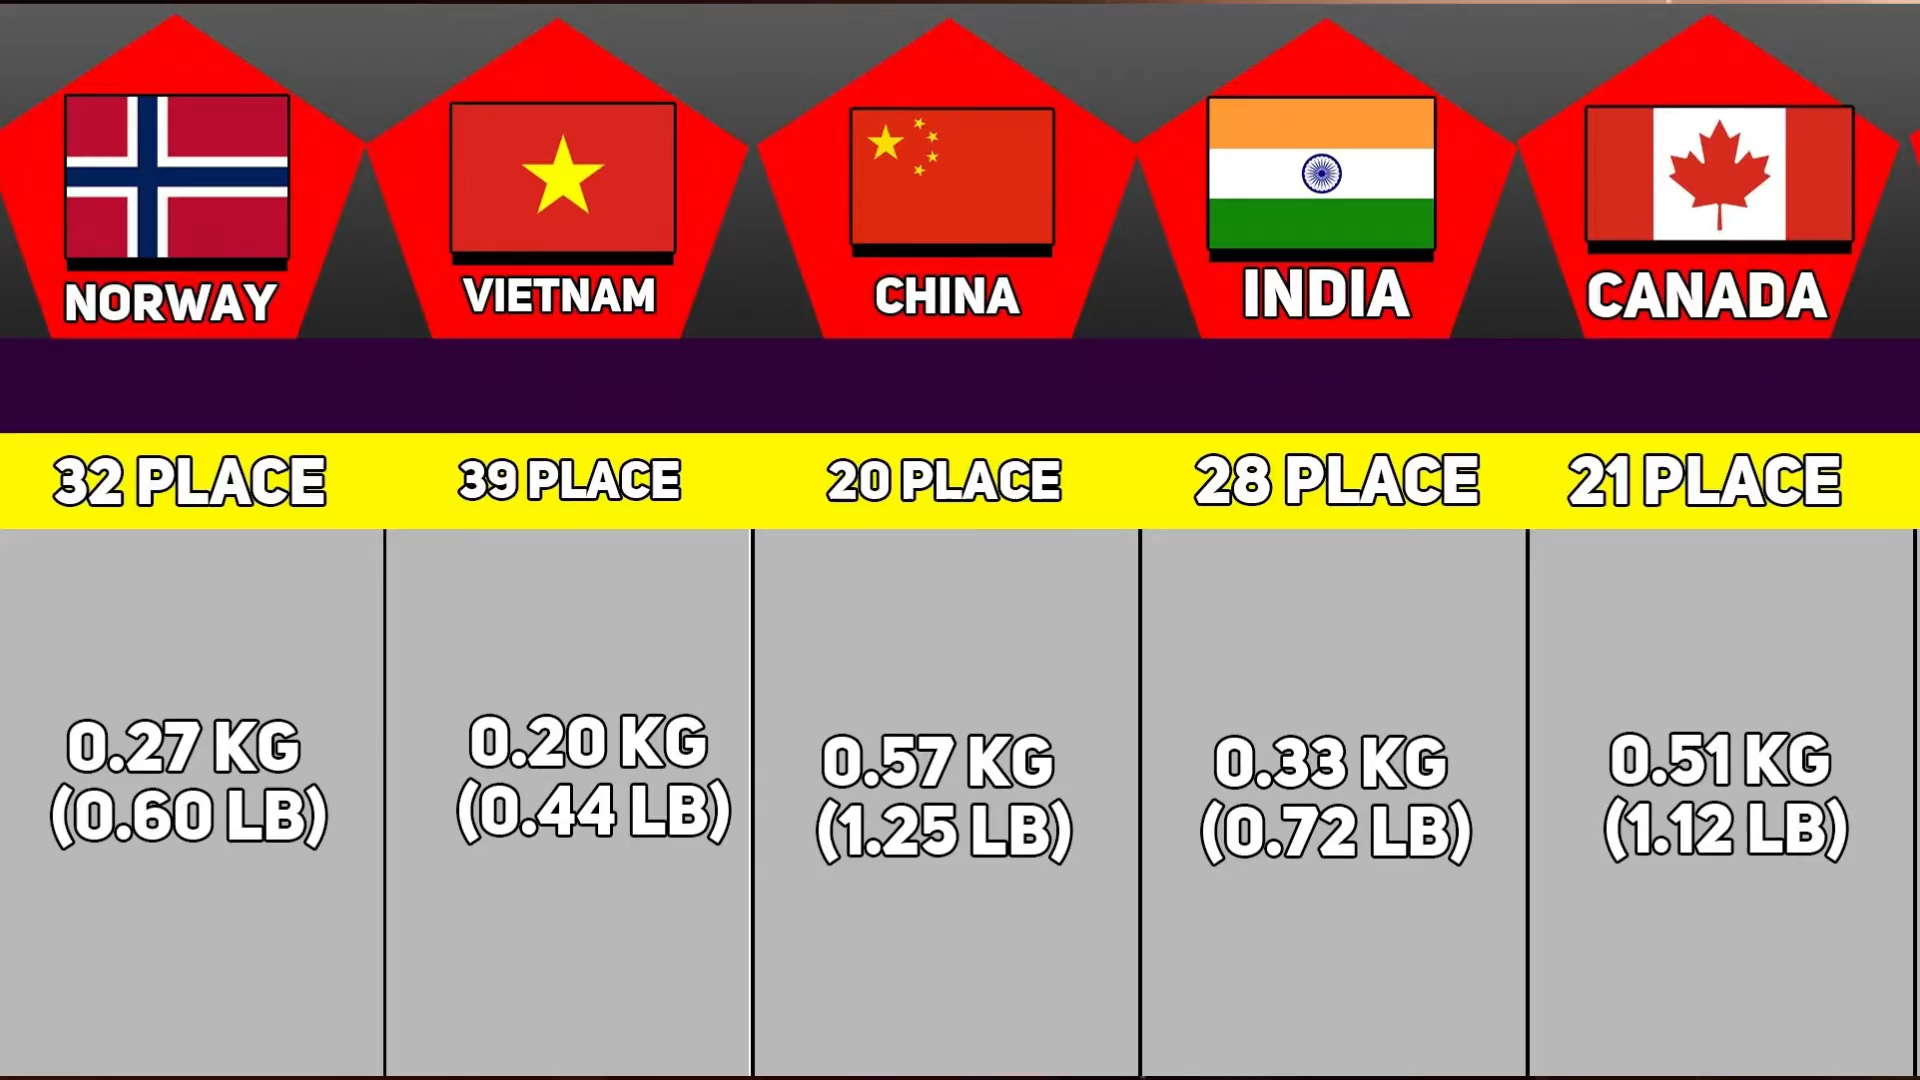 NORWAY
VIETNAM
CHINA
INDIA
CANADA
32 PLACE
39 PLACE
20 PLACE
28 PLACE
21 PLACE
0.27 KG
(0.60 LB)
0.20 KG
(0.44 LB)
0.57 KG
(1.25 LB)
0.33 KG
(0.72 LB)
0.51 KG
(1.12 LB)